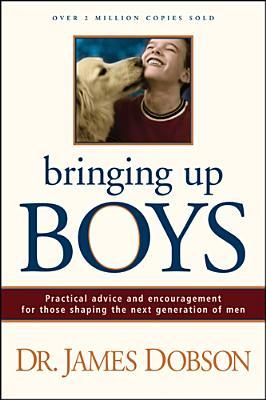 OVER 2 MILLION COPIES SOLD
bringing up
BOYS
Practical advice and encouragement
for those shaping the next generation of men
DR. JAMES DOBSON